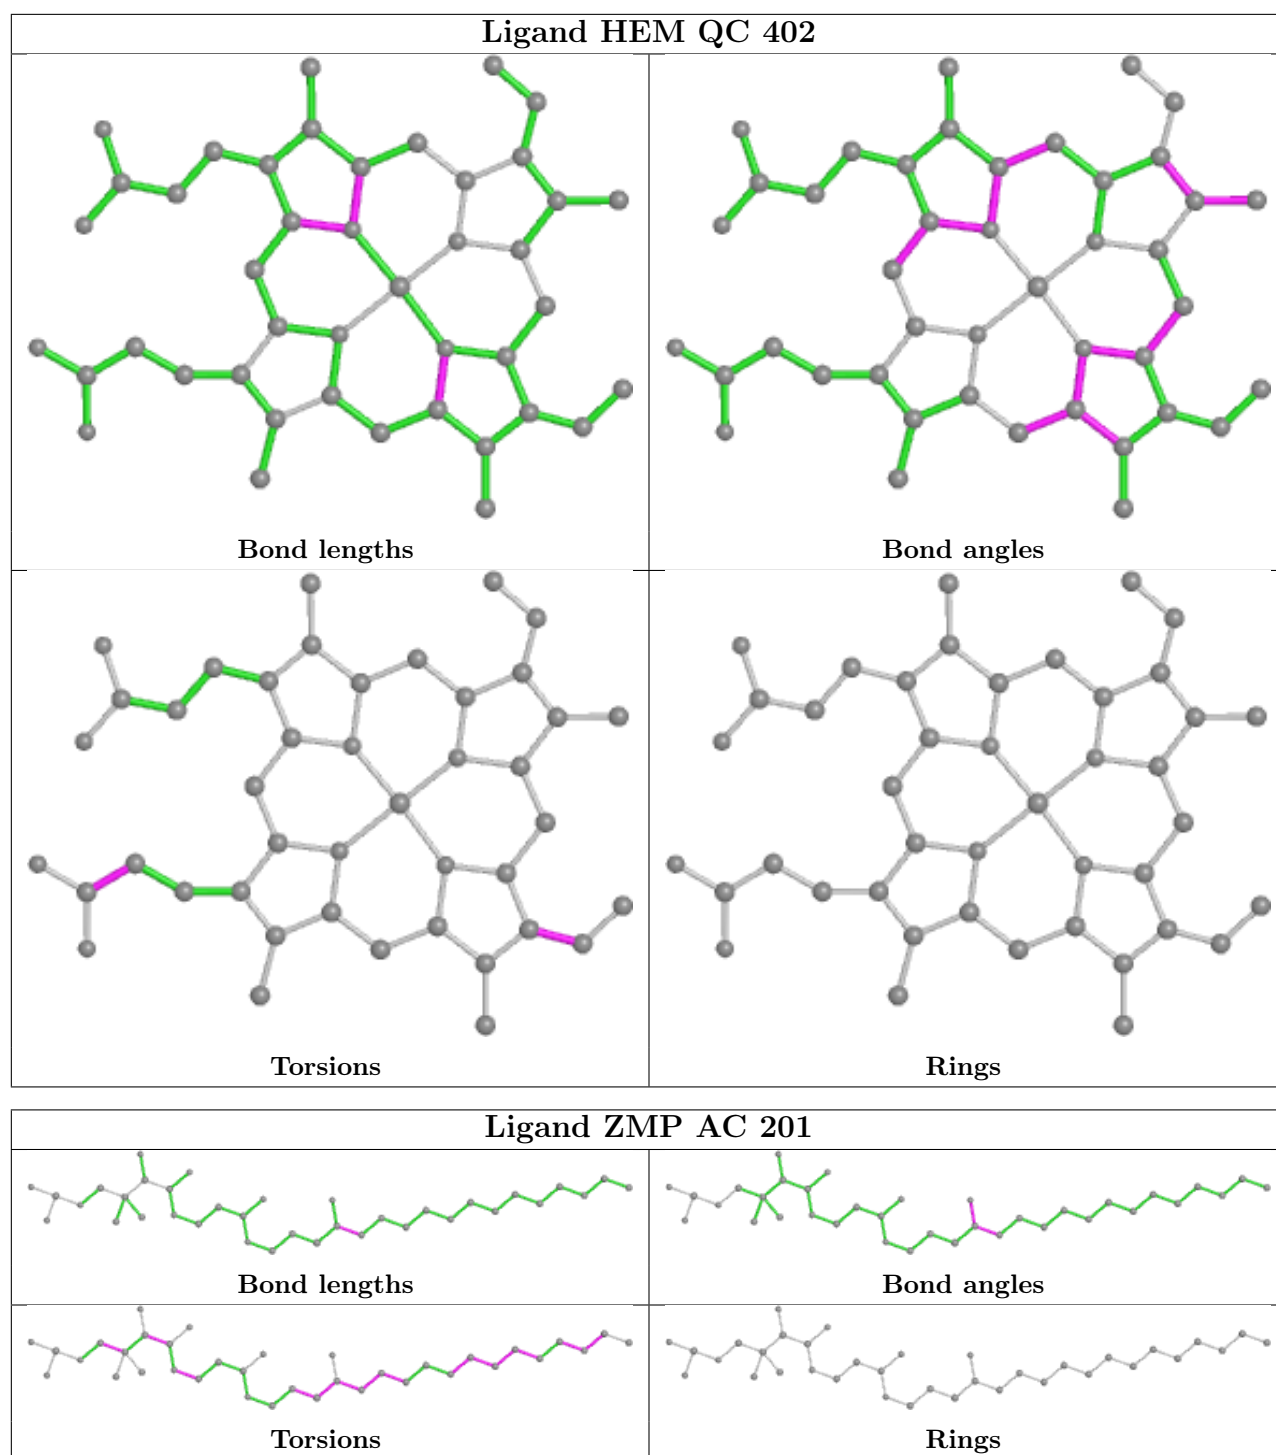 Ligand HEM QC 402
Bond lengths
Bond angles
Torsions
Rings
Ligand ZMP AC 201
Bond lengths
Bond angles
Torsions
Rings